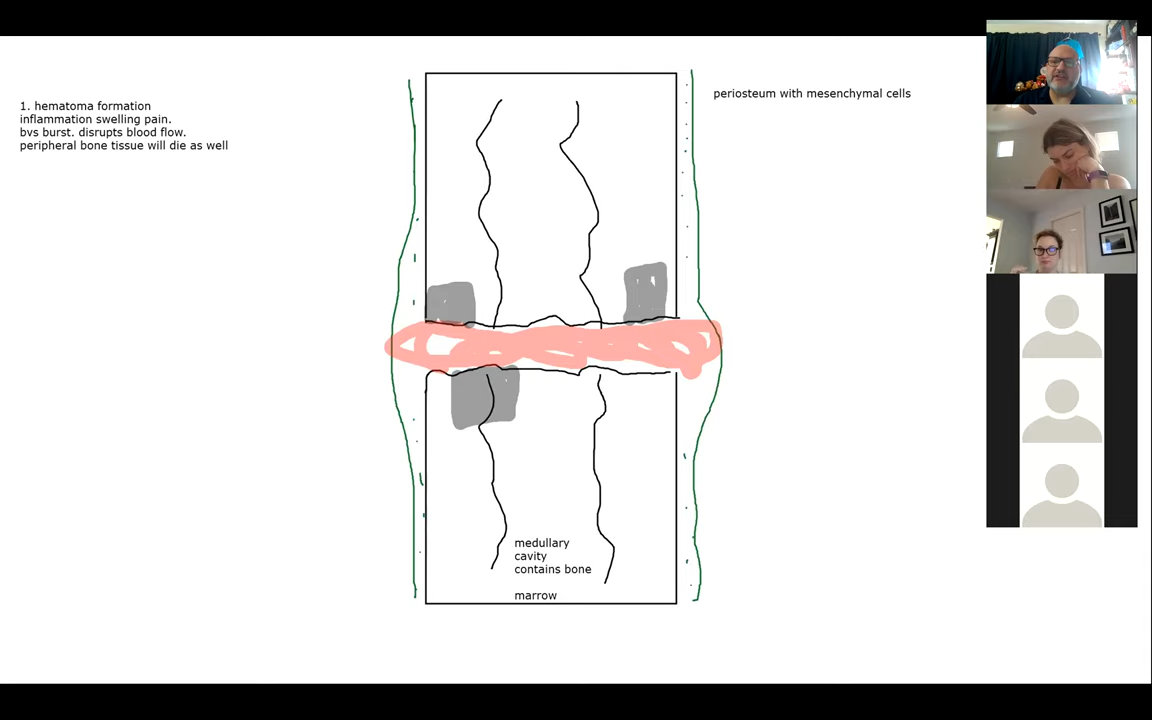 1. hematoma formation
inflammation swelling pain.
bvs burst. disrupts blood flow.
peripheral bone tissue will die as well
periosteum with mesenchymal cells
medullary
cavity
contains bone
marrow